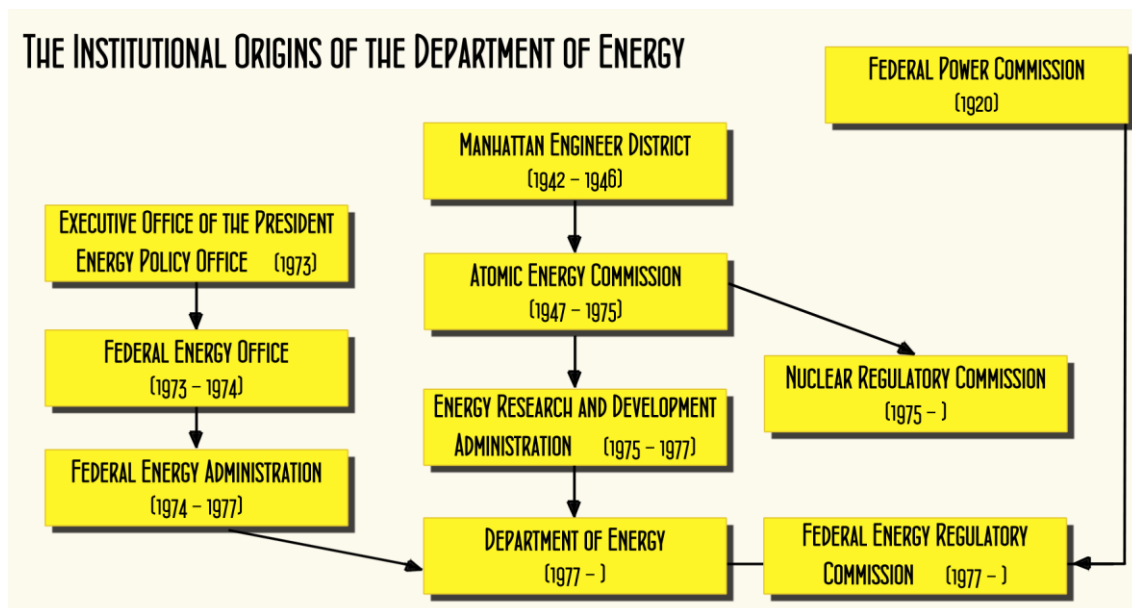 The Institutional Origins of the Department of Energy
Federal Power Commission
(1920)
Manhattan Engineer District
(1942 – 1946)
Executive Office of the President
Energy Policy Office (1973)
Atomic Energy Commission
(1947 – 1975)
Federal Energy Office
(1973 – 1974)
Nuclear Regulatory Commission
(1975 – )
Energy Research and Development
Administration (1975 – 1977)
Federal Energy Administration
(1974 – 1977)
Department of Energy
(1977 – )
Federal Energy Regulatory
Commission (1977 – )